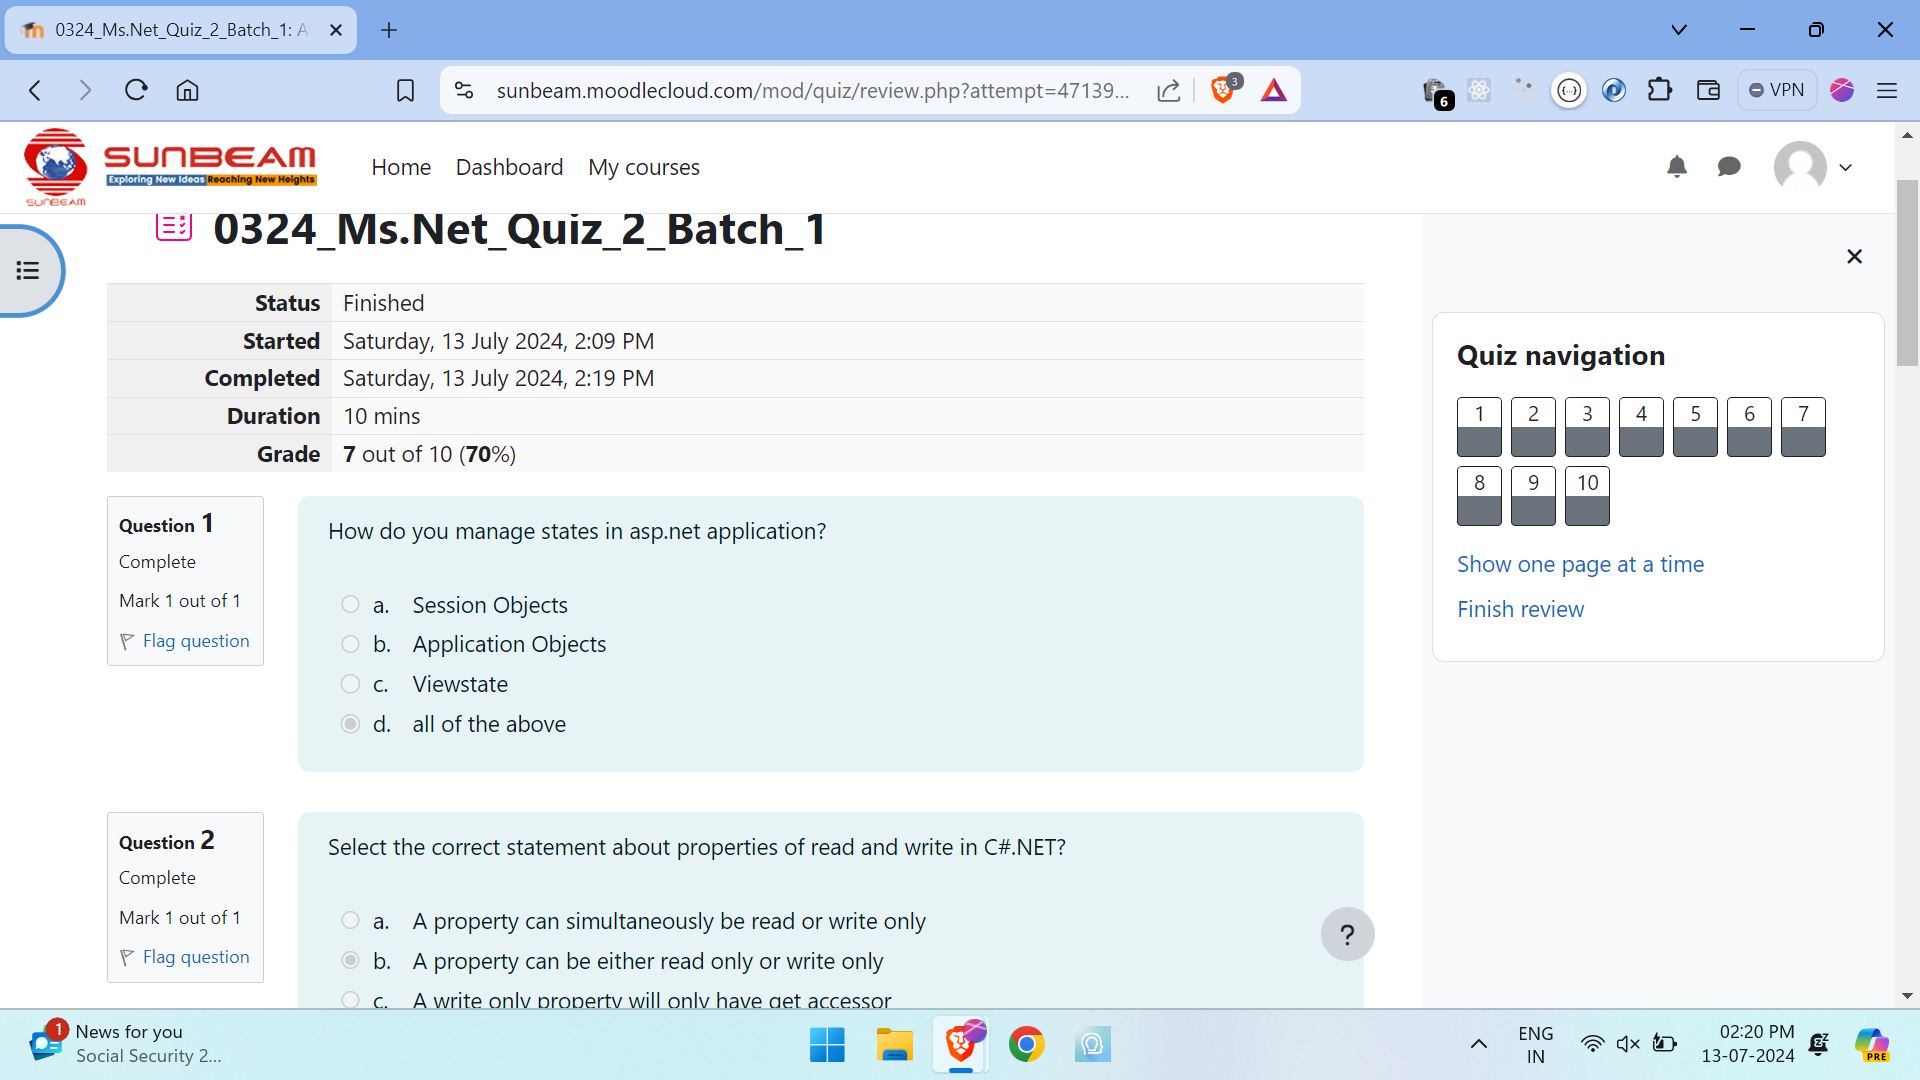 0324_Ms.Net_Quiz_2_Batch_1: A
sunbeam.moodlecloud.com/mod/quiz/review.php?attempt=47139...
3
6
VPN
SUNBEAM
Exploring New Ideas Reaching New Heights
SUNBEAM
Home Dashboard My courses
0324_Ms.Net_Quiz_2_Batch_1
Status Finished
Started Saturday, 13 July 2024, 2:09 PM
Completed Saturday, 13 July 2024, 2:19 PM
Duration 10 mins
Grade 7 out of 10 (70%)
Question 1
Complete
Mark 1 out of 1
Flag question
How do you manage states in asp.net application?
a. Session Objects
b. Application Objects
c. Viewstate
d. all of the above
Question 2
Complete
Mark 1 out of 1
Flag question
Select the correct statement about properties of read and write in C#.NET?
a. A property can simultaneously be read or write only
b. A property can be either read only or write only
c. A write only property will only have get accessor
?
Quiz navigation
1 2 3 4 5 6 7
8 9 10
Show one page at a time
Finish review
1
News for you
Social Security 2...
ENG
IN
02:20 PM
13-07-2024
PRE